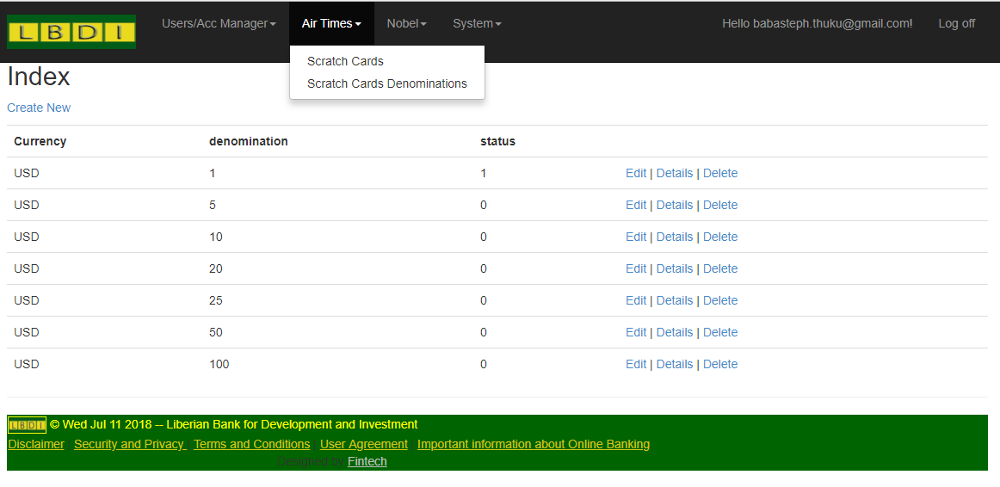 LBDI Users/Acc Manager Air Times Nobel System Hello babasteph.thuku@gmail.com! Log off
Scratch Cards
Scratch Cards Denominations
Index
Create New
Currency denomination status
USD 1 1 Edit | Details | Delete
USD 5 0 Edit | Details | Delete
USD 10 0 Edit | Details | Delete
USD 20 0 Edit | Details | Delete
USD 25 0 Edit | Details | Delete
USD 50 0 Edit | Details | Delete
USD 100 0 Edit | Details | Delete
LBDI © Wed Jul 11 2018 -- Liberian Bank for Development and Investment
Disclaimer Security and Privacy Terms and Conditions User Agreement Important information about Online Banking
Designed by Fintech